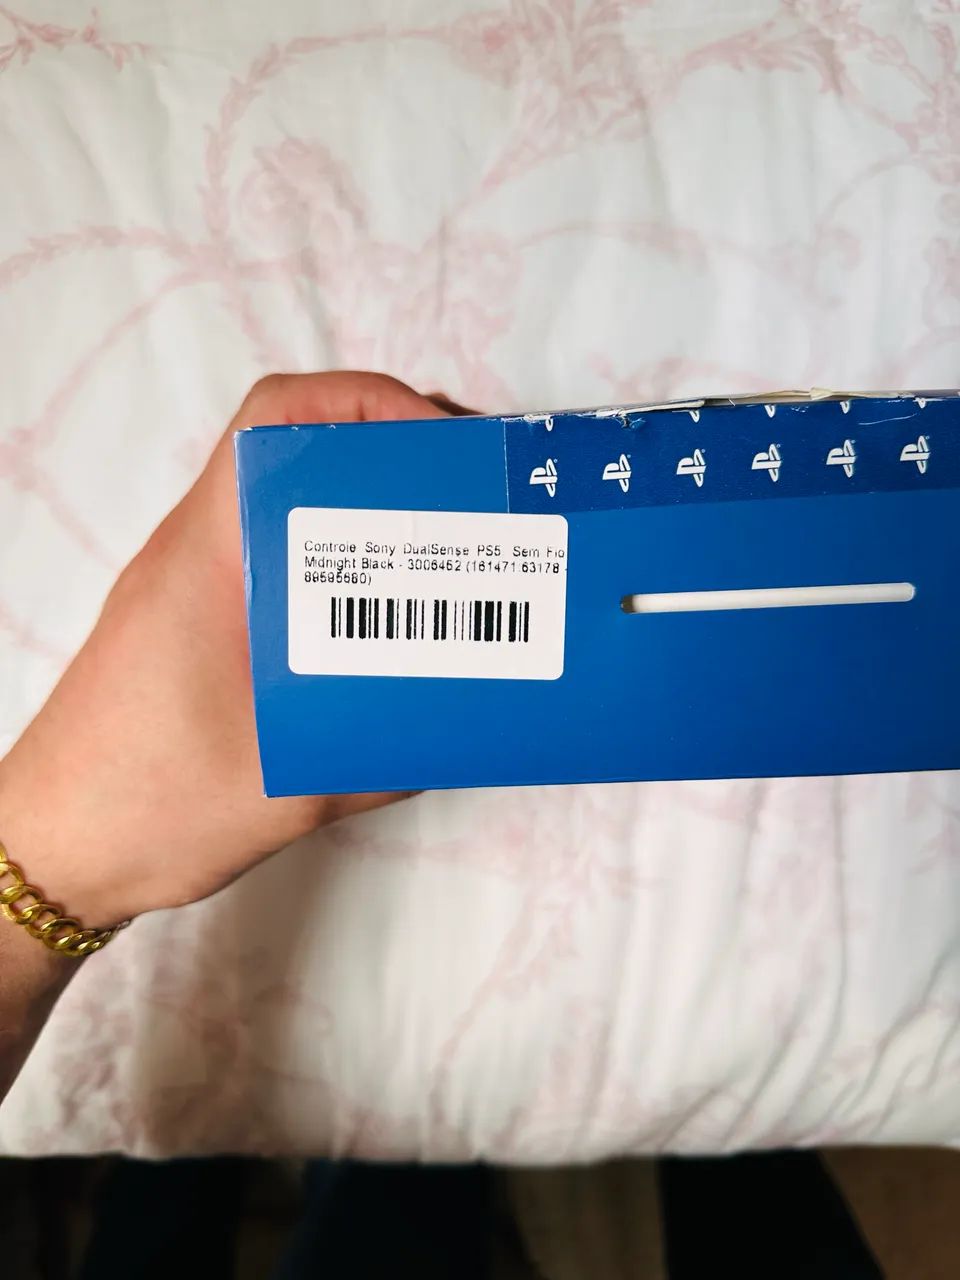 Controle Sony DualSense PS5 Sem Fio
Midnight Black - 3006462 (161471:63178 -
89595680)